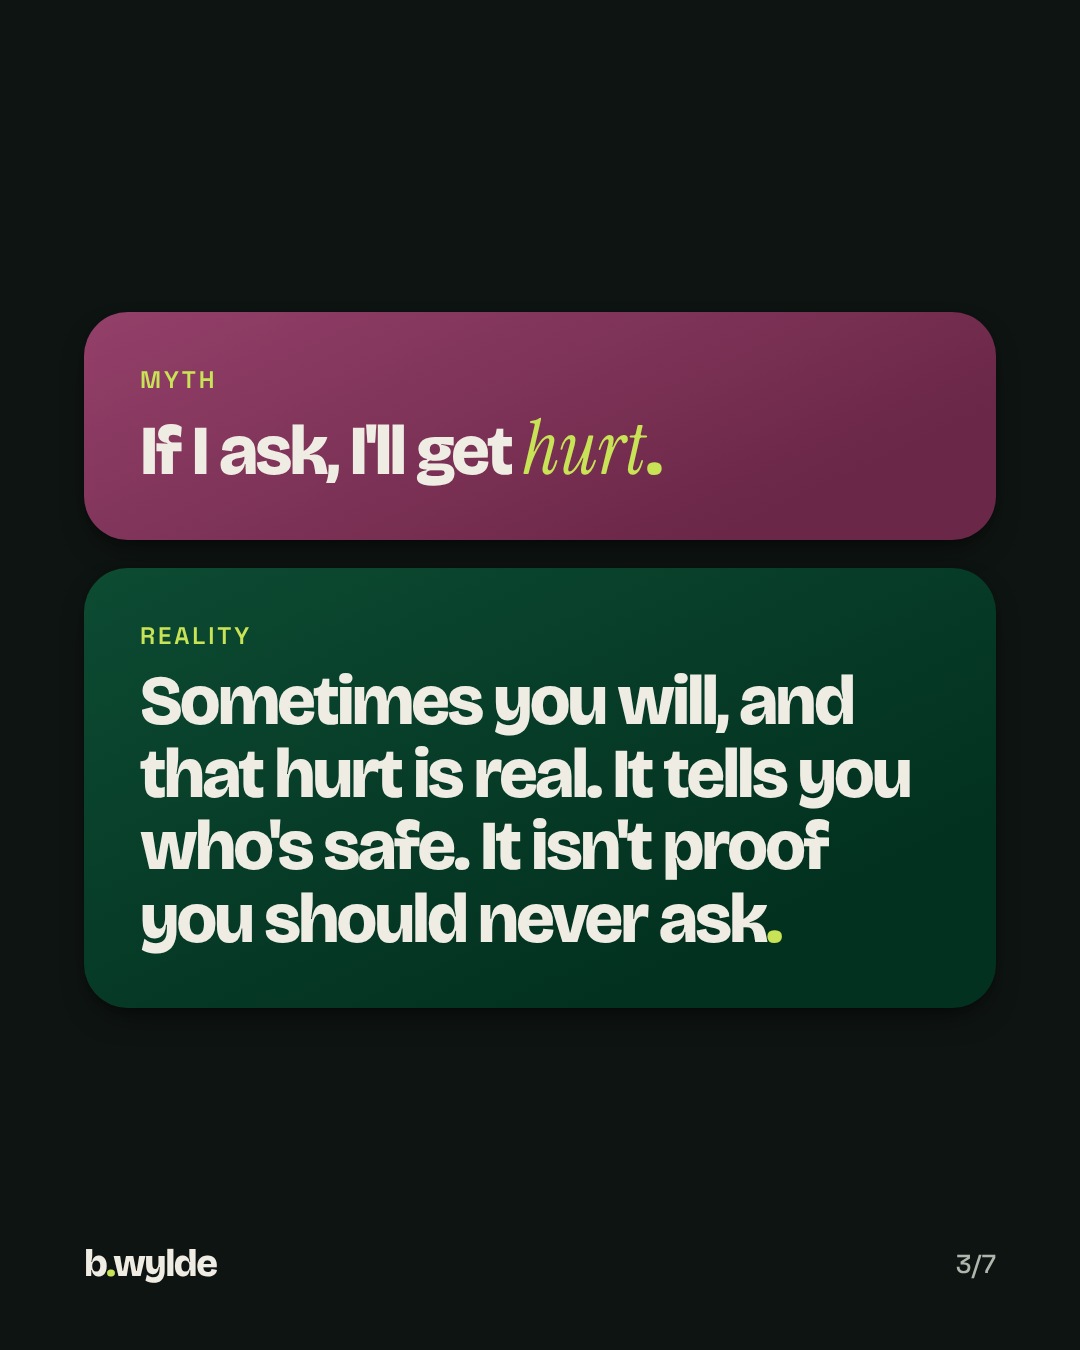 MYTH
If I ask, I'll get hurt.
REALITY
Sometimes you will, and
that hurt is real. It tells you
who's safe. It isn't proof
you should never ask.
b.wylde
3/7